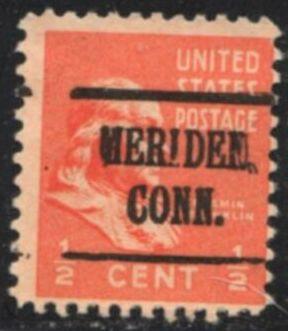 UNITED
STATES
POSTAGE
MERIDEN,
CONN.
1/2 CENT 1/2